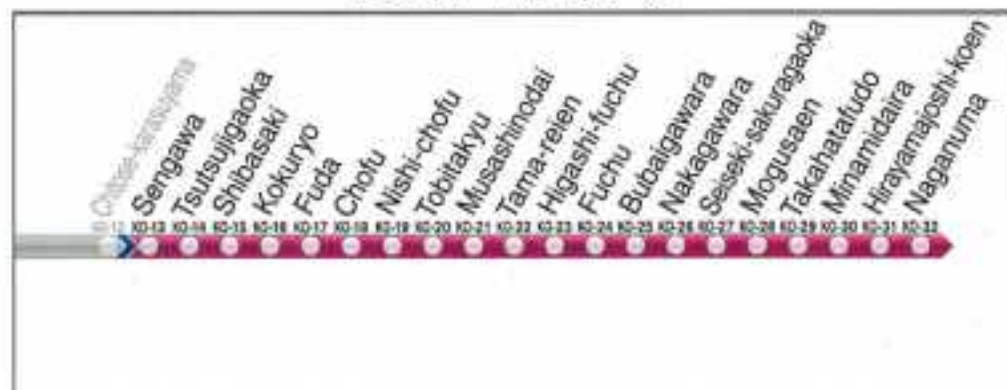 Chitose-karasuyama
Sengawa
Tsutsujigaoka
Shibasaki
Kokuryo
Fuda
Chofu
Nishi-chofu
Tobitakyu
Musashinodai
Tama-reien
Higashi-fuchu
Fuchu
Bubaigawara
Nakagawara
Seiseki-sakuragaoka
Mogusaen
Takahatafudo
Minamidaira
Hirayamajoshi-koen
Naganuma
KO-12 KO-13 KO-14 KO-15 KO-16 KO-17 KO-18 KO-19 KO-20 KO-21 KO-22 KO-23 KO-24 KO-25 KO-26 KO-27 KO-28 KO-29 KO-30 KO-31 KO-32